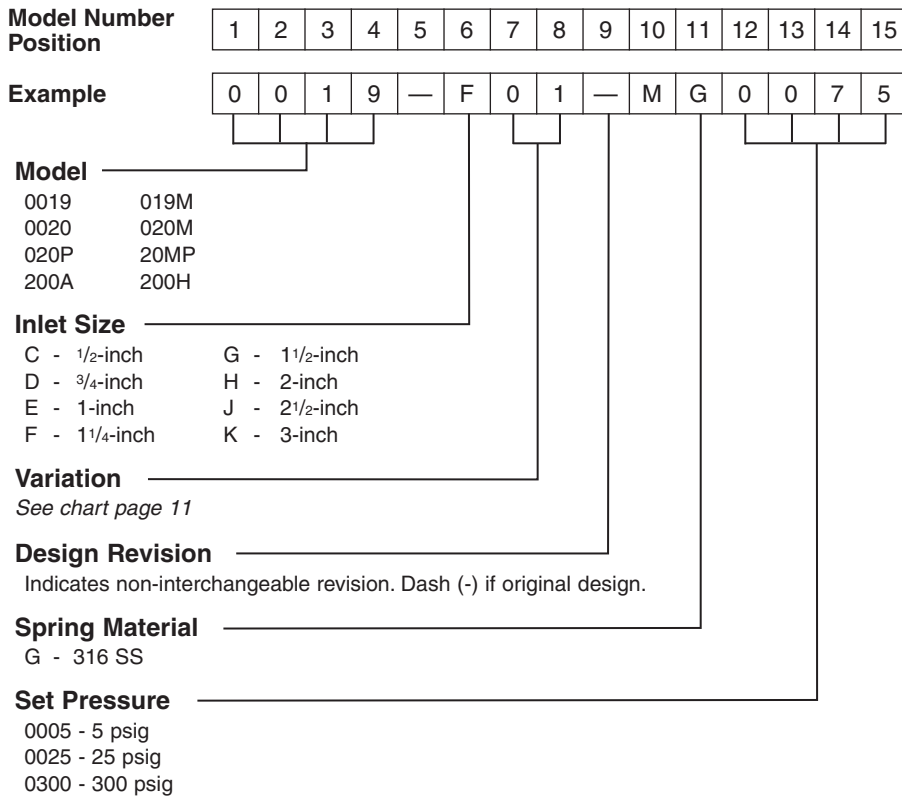 Model Number
Position
1 2 3 4 5 6 7 8 9 10 11 12 13 14 15
Example
0 0 1 9 — F 0 1 — M G 0 0 7 5
Model
0019 019M
0020 020M
020P 20MP
200A 200H
Inlet Size
C - 1/2-inch G - 11/2-inch
D - 3/4-inch H - 2-inch
E - 1-inch J - 21/2-inch
F - 11/4-inch K - 3-inch
Variation
See chart page 11
Design Revision
Indicates non-interchangeable revision. Dash (-) if original design.
Spring Material
G - 316 SS
Set Pressure
0005 - 5 psig
0025 - 25 psig
0300 - 300 psig